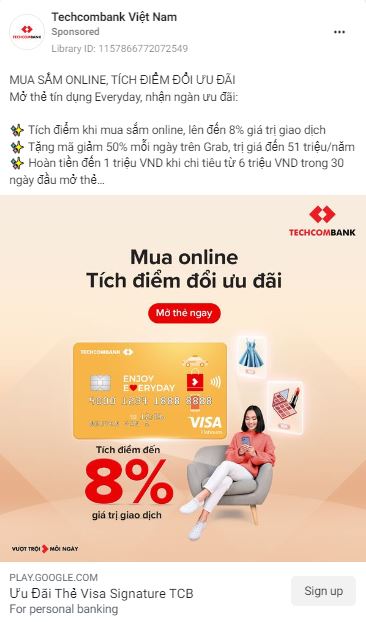 Techcombank Việt Nam
Sponsored
Library ID: 1157866772072549
MUA SẮM ONLINE, TÍCH ĐIỂM ĐỔI ƯU ĐÃI
Mở thẻ tín dụng Everyday, nhận ngàn ưu đãi:
Tích điểm khi mua sắm online, lên đến 8% giá trị giao dịch
Tặng mã giảm 50% mỗi ngày trên Grab, trị giá đến 51 triệu/năm
Hoàn tiền đến 1 triệu VND khi chi tiêu từ 6 triệu VND trong 30
ngày đầu mở thẻ...
TECHCOMBANK
Mua online
Tích điểm đổi ưu đãi
Mở thẻ ngay
TECHCOMBANK
ENJOY
EVERYDAY
4000 1234 1888 8888
VISA
Platinum
Tích điểm đến
8%
giá trị giao dịch
VƯỢT TRỘI MỖI NGÀY
PLAY.GOOGLE.COM
Ưu Đãi Thẻ Visa Signature TCB
For personal banking
Sign up